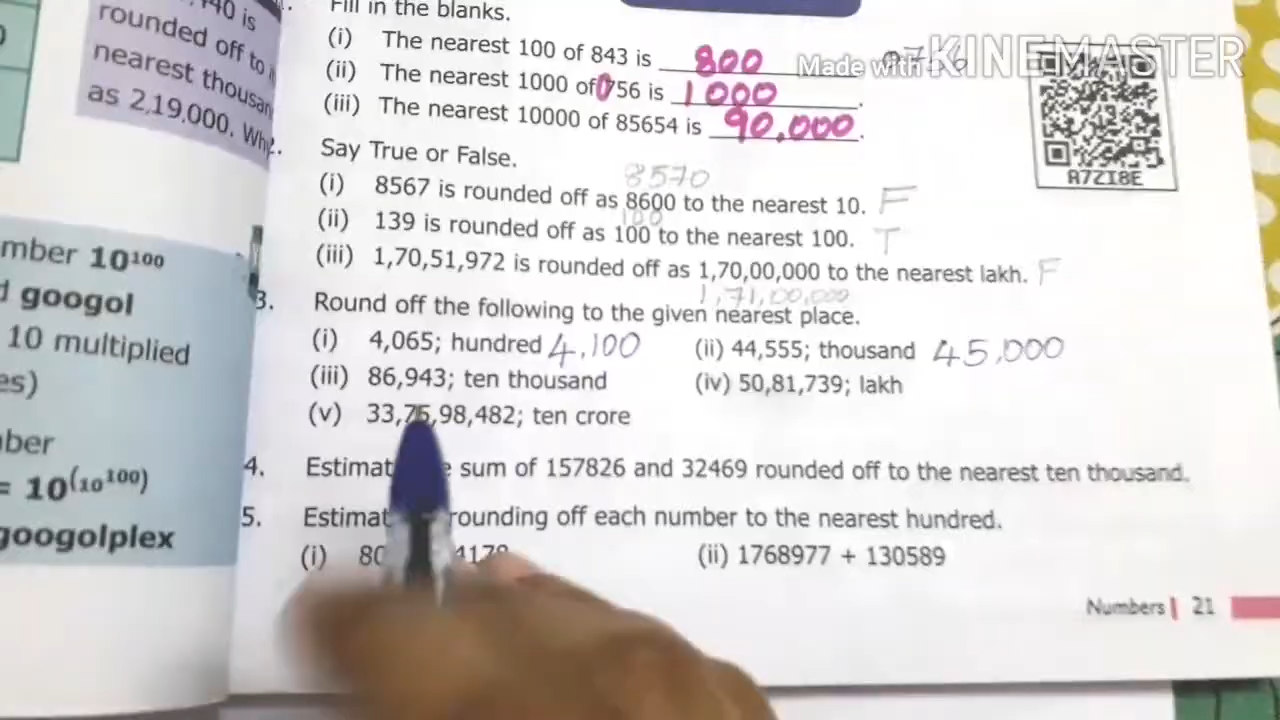 rounded off to
nearest thousan
as 2,19,000. Why
mber 10¹⁰⁰
googol
10 multiplied
es)
ber
= 10^(10^100)
googolplex
Fill in the blanks.
(i) The nearest 100 of 843 is 800
(ii) The nearest 1000 of 0756 is 1000.
(iii) The nearest 10000 of 85654 is 90,000.
Made with KINEMASTER
A7ZI8E
Say True or False.
8570
(i) 8567 is rounded off as 8600 to the nearest 10. F
100
(ii) 139 is rounded off as 100 to the nearest 100. T
(iii) 1,70,51,972 is rounded off as 1,70,00,000 to the nearest lakh. F
1,71,00,000
3. Round off the following to the given nearest place.
(i) 4,065; hundred 4,100 (ii) 44,555; thousand 45,000
(iii) 86,943; ten thousand (iv) 50,81,739; lakh
(v) 33,75,98,482; ten crore
4. Estimat sum of 157826 and 32469 rounded off to the nearest ten thousand.
5. Estimat rounding off each number to the nearest hundred.
(i) 80 (ii) 1768977 + 130589
Numbers 21